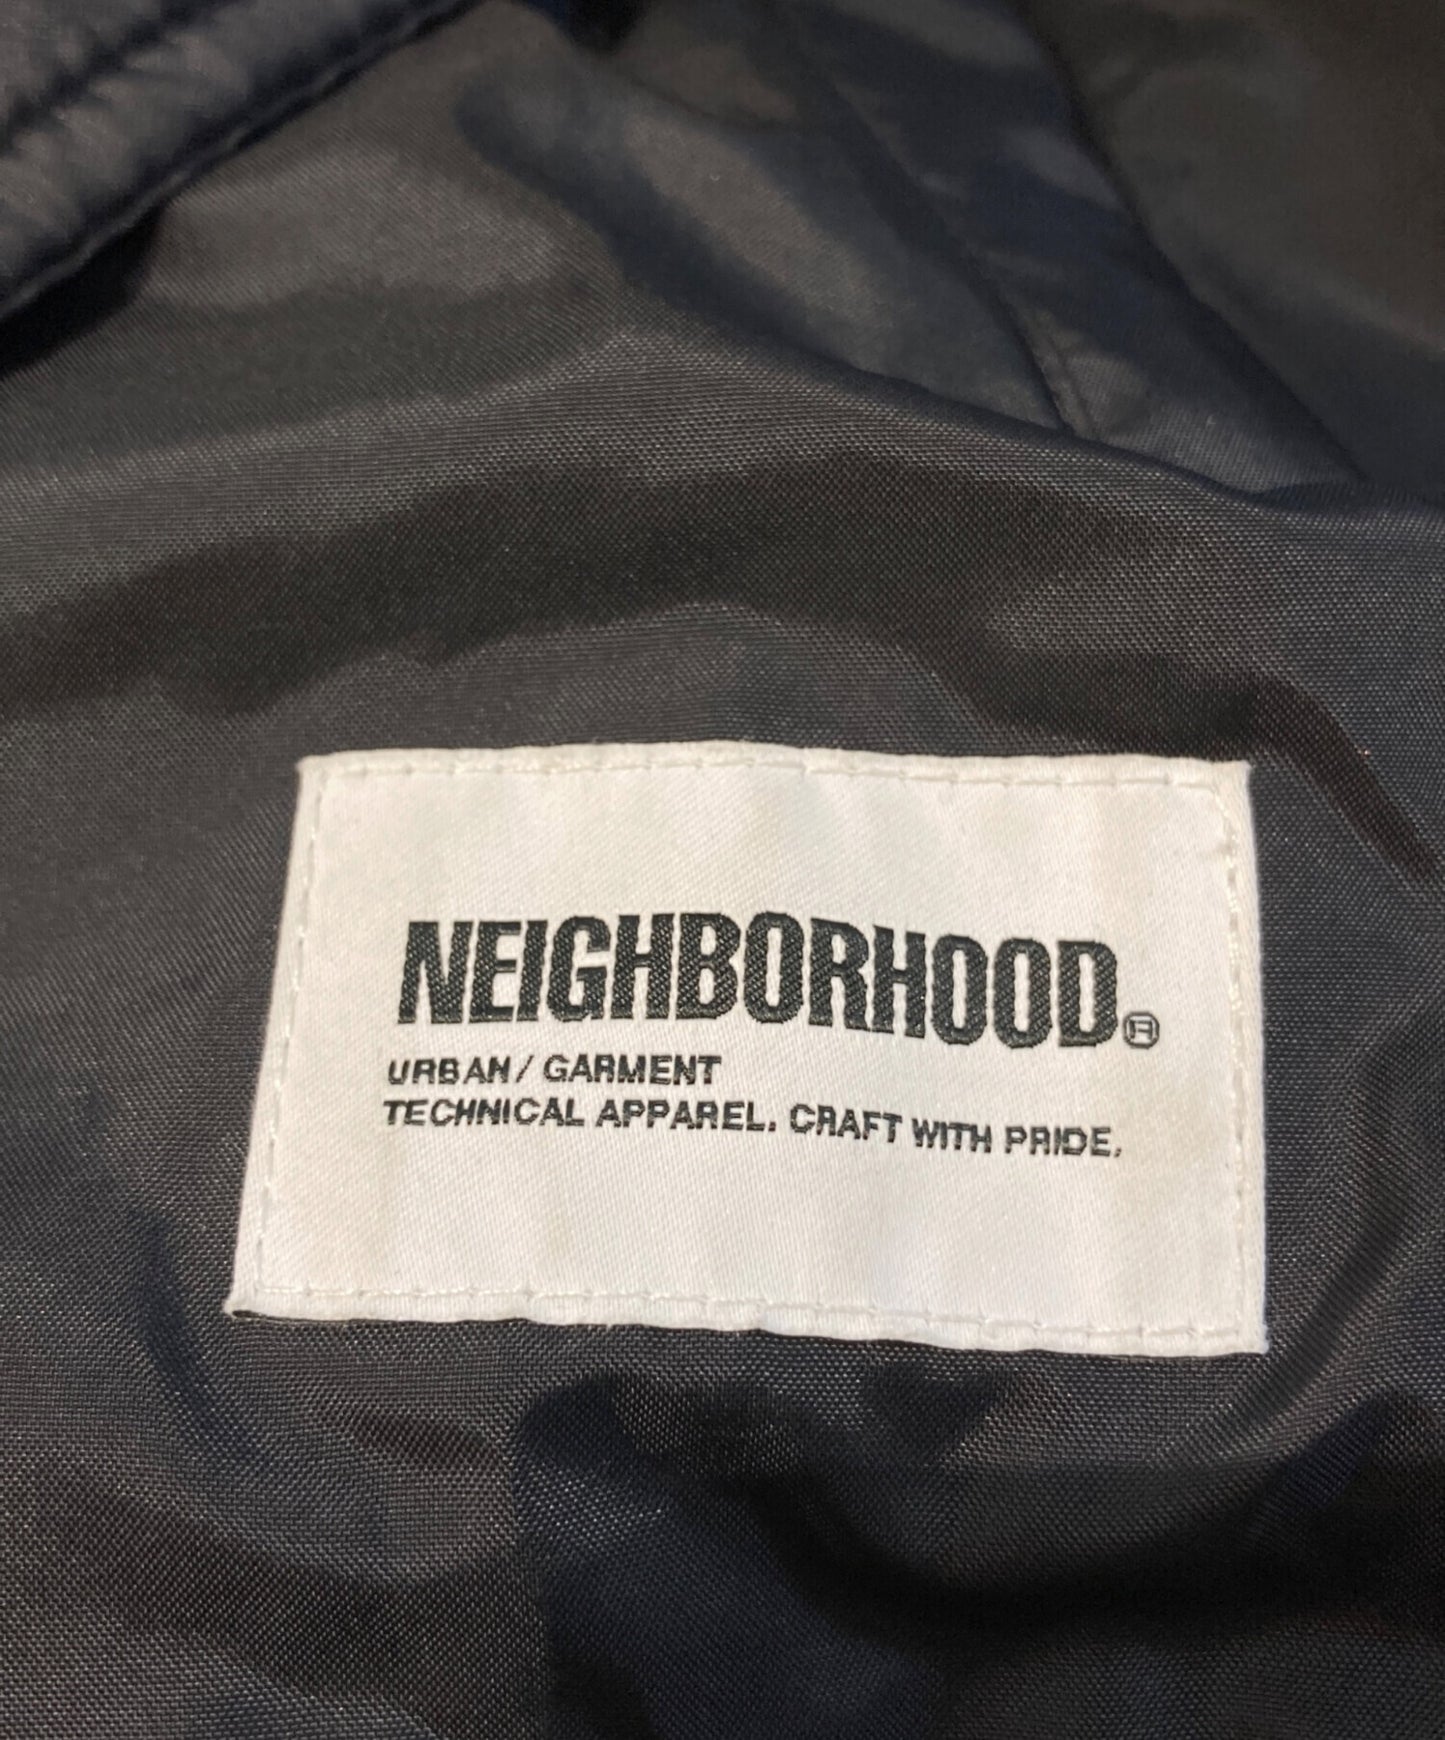 NEIGHBORHOOD®
URBAN/GARMENT
TECHNICAL APPAREL. CRAFT WITH PRIDE.